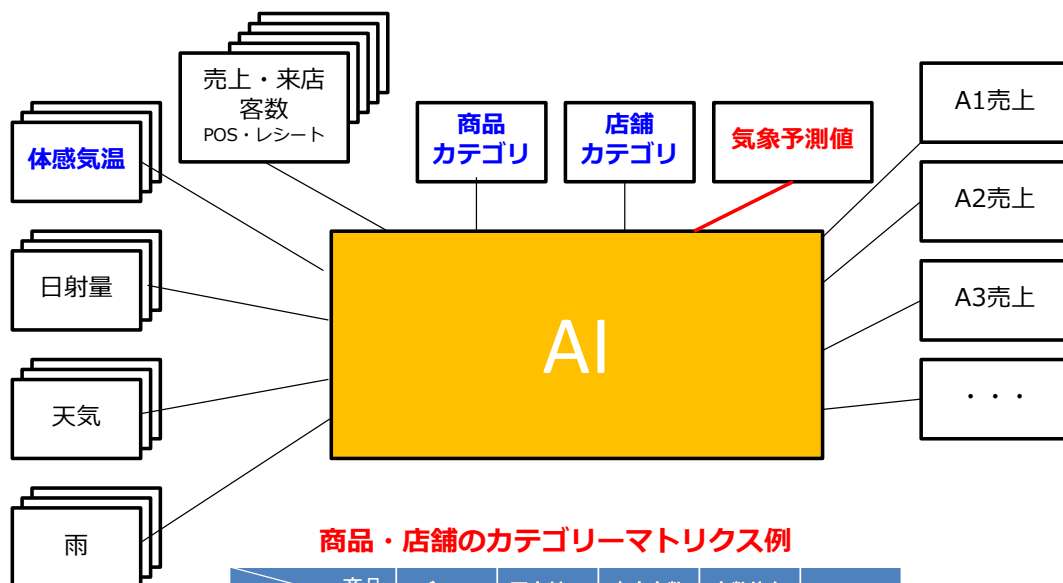 売上・来店
客数
POS・レシート
体感気温
商品
カテゴリ
店舗
カテゴリ
気象予測値
A1売上
A2売上
日射量
A3売上
AI
天気
・・・
雨
商品・店舗のカテゴリーマトリクス例